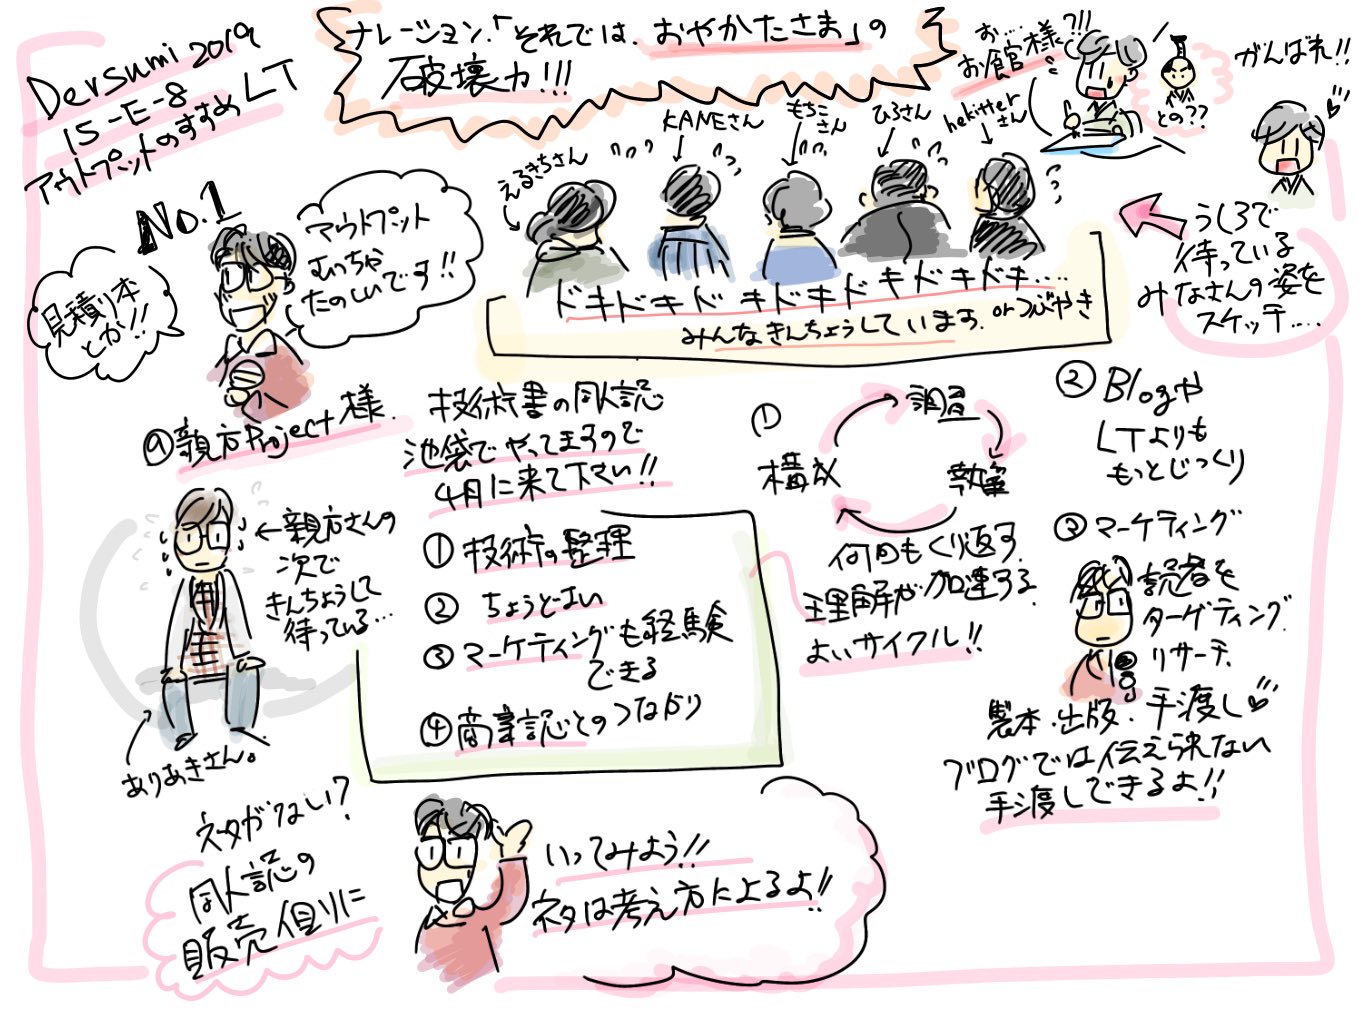 Devsumi 2019
15-E-8
アウトプットのすすめLT
ナレーション.「それでは、おやかたさま」の
破壊力!!!
お…
お館様?!!
との??
がんばれ!!
No.1
見積り本
とか!!
アウトプット
むっちゃ
たのしいです!!
⑨親方Project様
えるきちさん
KANEさん
もちこさん
ひろさん
hekitterさん
ドキドキドキドキドキドキ....
みんなきんちょうしています. orつぶやき
うしろで
待っている
みなさんの姿を
スケッチ....
技術書の同人誌
池袋でやってますので
4月に来て下さい!!
①技術の整理
②ちょうどよい
③マーケティングも経験
できる
④商業誌とのつながり
←親方さんの
次で
きんちょうして
待っている…
ありあきさん。
①
調査
執筆
構成
何回もくり返す.
理解が加速する.
よいサイクル!!
②Blogや
LTよりも
もっとじっくり
③マーケティング
読者を
ターゲティング.
リサーチ.
製本・出版・手渡し
ブログでは伝えられない
手渡しできるよ!!
ネタがない?
同人誌の
販売側に
いってみよう!!
ネタは考え方によるよ!!